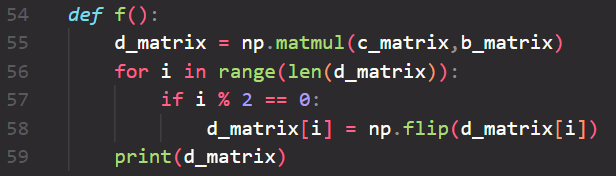 54 def f():
55 d_matrix = np.matmul(c_matrix,b_matrix)
56 for i in range(len(d_matrix)):
57 if i % 2 == 0:
58 d_matrix[i] = np.flip(d_matrix[i])
59 print(d_matrix)